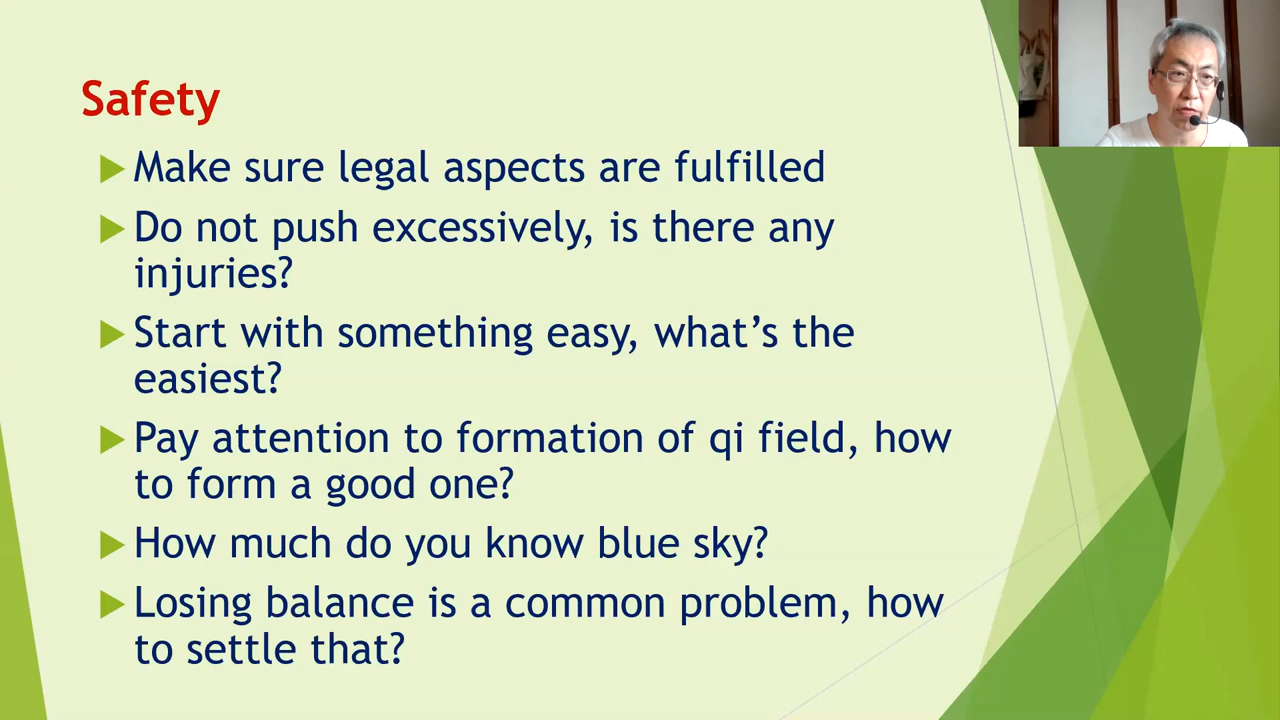 Safety
Make sure legal aspects are fulfilled
Do not push excessively, is there any
injuries?
Start with something easy, what’s the
easiest?
Pay attention to formation of qi field, how
to form a good one?
How much do you know blue sky?
Losing balance is a common problem, how
to settle that?